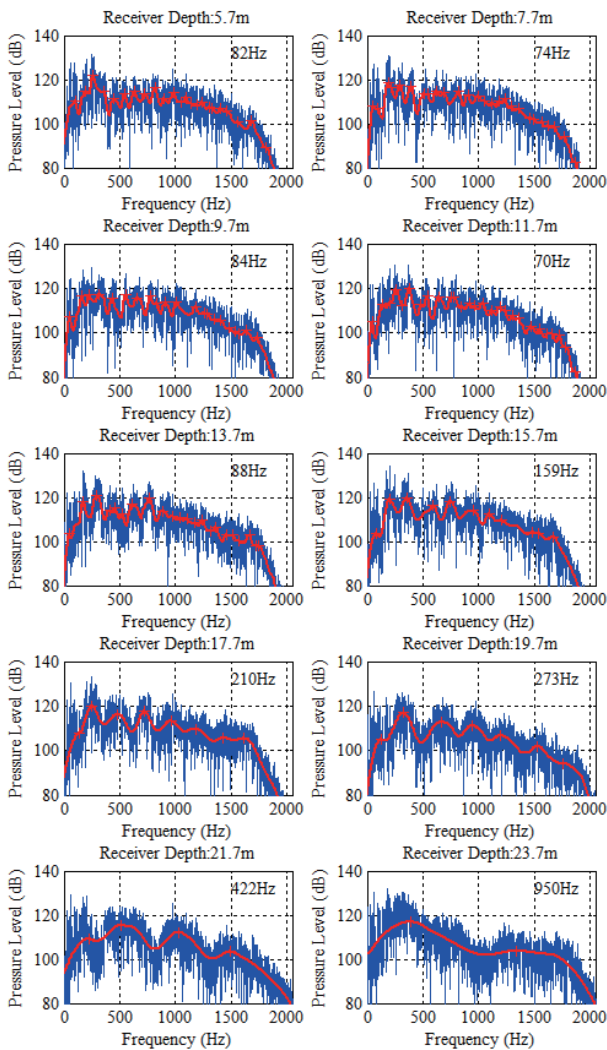 Receiver Depth:5.7m
Receiver Depth:7.7m
140
120
100
80
Pressure Level (dB)
82Hz
0
500
1000
1500
2000
Frequency (Hz)
140
120
100
80
Pressure Level (dB)
74Hz
0
500
1000
1500
2000
Frequency (Hz)
Receiver Depth:9.7m
Receiver Depth:11.7m
140
120
100
80
Pressure Level (dB)
84Hz
0
500
1000
1500
2000
Frequency (Hz)
140
120
100
80
Pressure Level (dB)
70Hz
0
500
1000
1500
2000
Frequency (Hz)
Receiver Depth:13.7m
Receiver Depth:15.7m
140
120
100
80
Pressure Level (dB)
88Hz
0
500
1000
1500
2000
Frequency (Hz)
140
120
100
80
Pressure Level (dB)
159Hz
0
500
1000
1500
2000
Frequency (Hz)
Receiver Depth:17.7m
Receiver Depth:19.7m
140
120
100
80
Pressure Level (dB)
210Hz
0
500
1000
1500
2000
Frequency (Hz)
140
120
100
80
Pressure Level (dB)
273Hz
0
500
1000
1500
2000
Frequency (Hz)
Receiver Depth:21.7m
Receiver Depth:23.7m
140
120
100
80
Pressure Level (dB)
422Hz
0
500
1000
1500
2000
Frequency (Hz)
140
120
100
80
Pressure Level (dB)
950Hz
0
500
1000
1500
2000
Frequency (Hz)